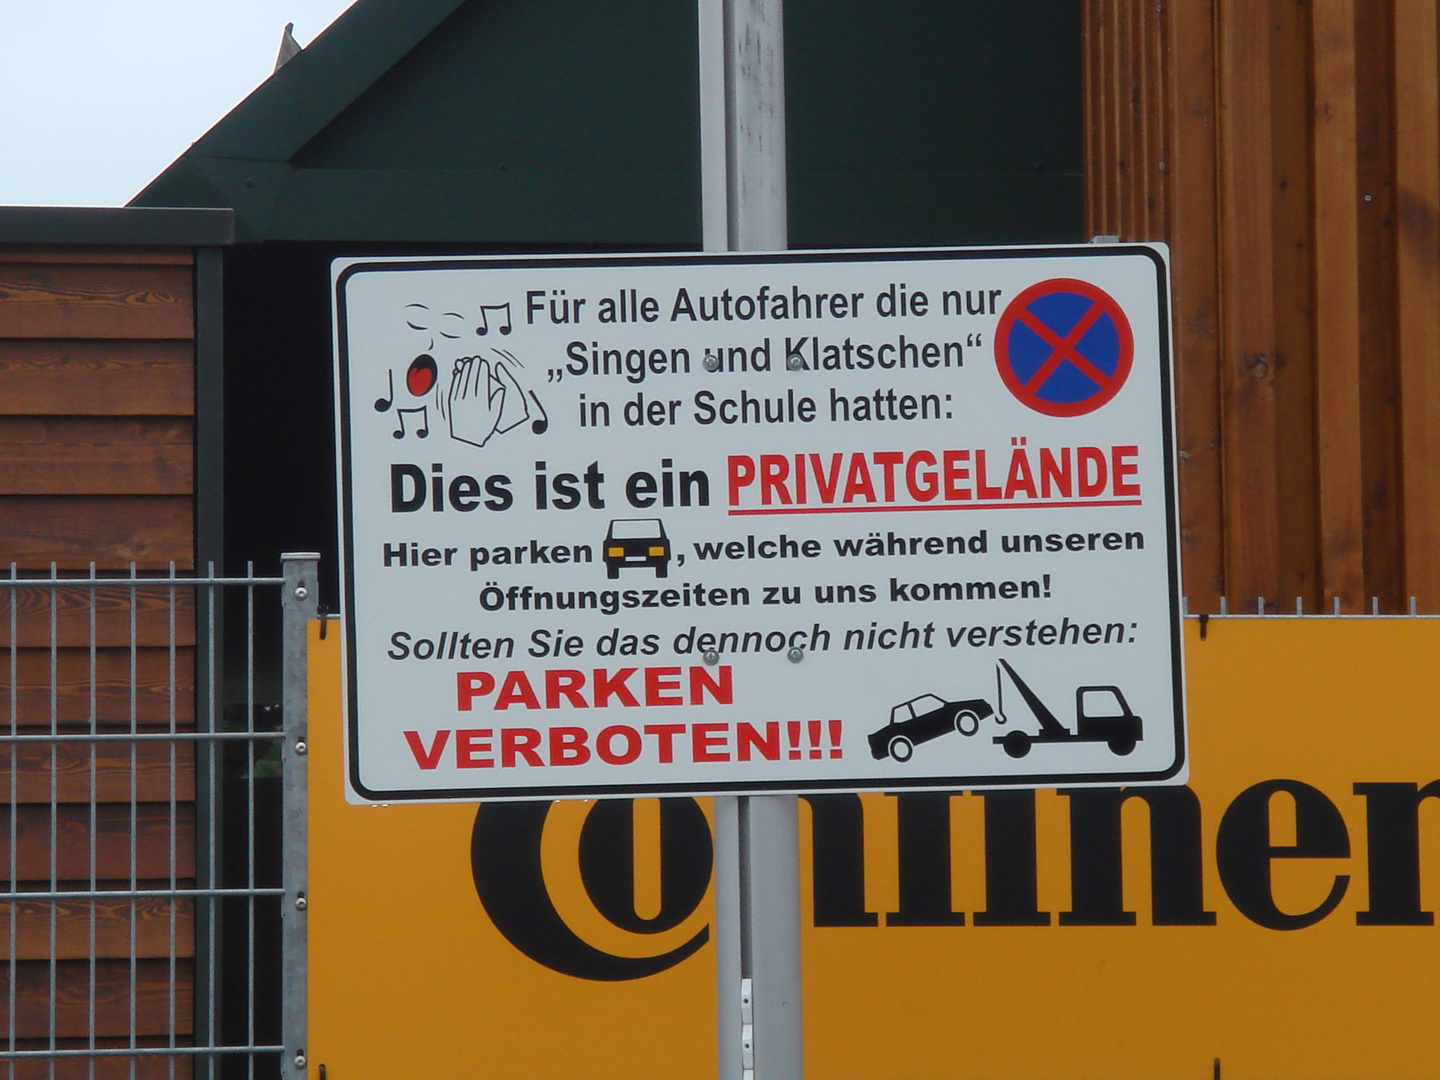 Für alle Autofahrer die nur
„Singen und Klatschen“
in der Schule hatten:
Dies ist ein PRIVATGELÄNDE
Hier parken , welche während unseren
Öffnungszeiten zu uns kommen!
Sollten Sie das dennoch nicht verstehen:
PARKEN
VERBOTEN!!!
Continen